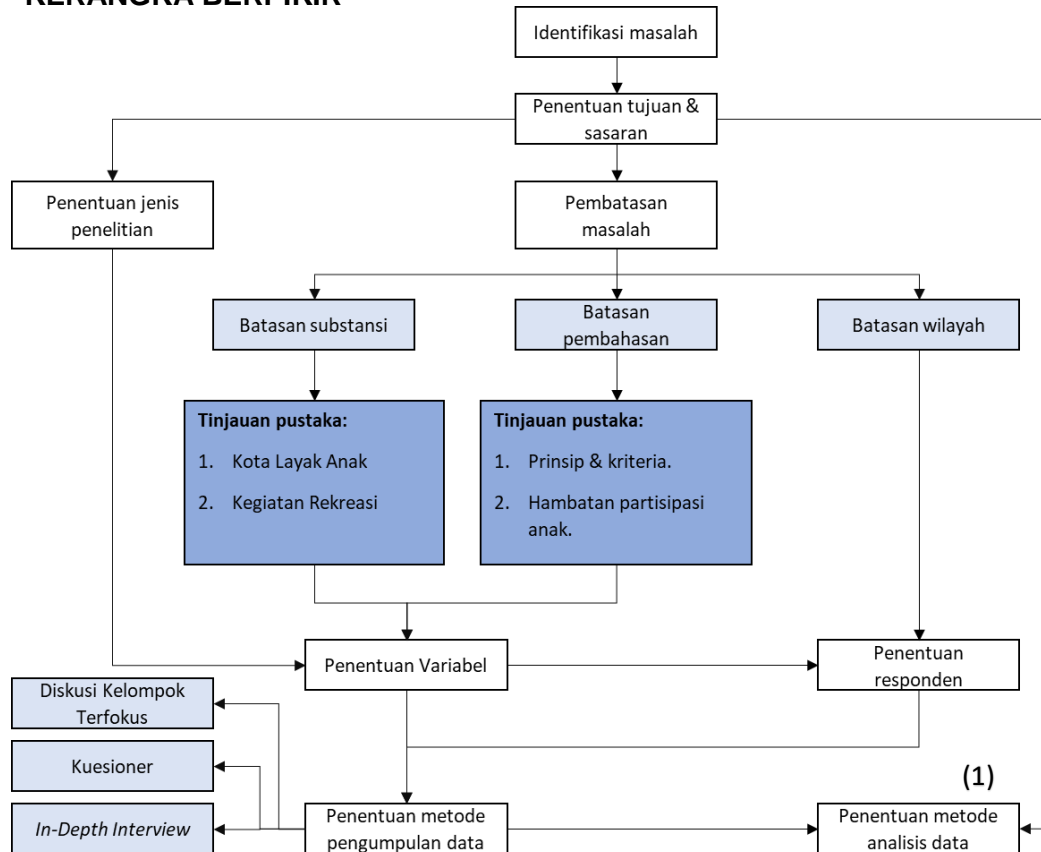 KERANGKA BERPIKIR
Identifikasi masalah
Penentuan tujuan &
sasaran
Penentuan jenis
penelitian
Pembatasan
masalah
Batasan substansi
Batasan
pembahasan
Batasan wilayah
Tinjauan pustaka:
1. Kota Layak Anak
2. Kegiatan Rekreasi
Tinjauan pustaka:
1. Prinsip & kriteria.
2. Hambatan partisipasi
anak.
Penentuan Variabel
Penentuan
responden
Diskusi Kelompok
Terfokus
Kuesioner
In-Depth Interview
Penentuan metode
pengumpulan data
(1)
Penentuan metode
analisis data